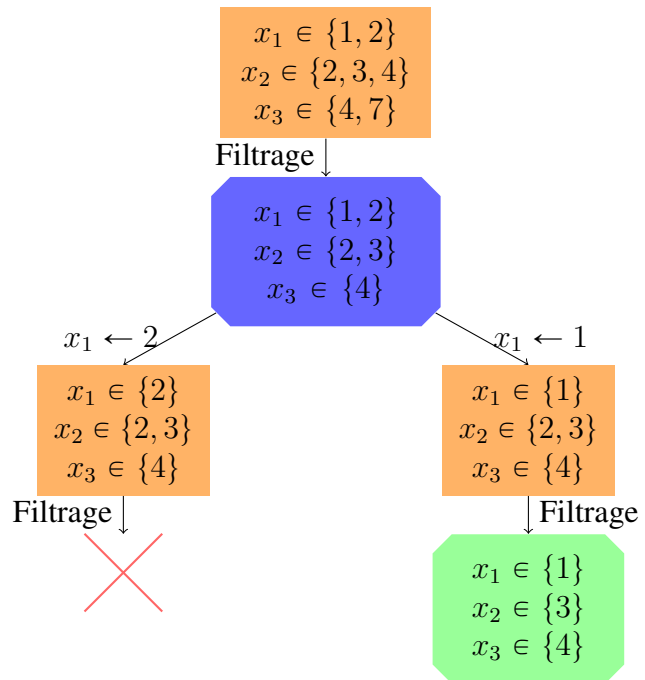 x₁ ∈ {1, 2}
x₂ ∈ {2, 3, 4}
x₃ ∈ {4, 7}
Filtrage
x₁ ∈ {1, 2}
x₂ ∈ {2, 3}
x₃ ∈ {4}
x₁ ← 2
x₁ ← 1
x₁ ∈ {2}
x₂ ∈ {2, 3}
x₃ ∈ {4}
x₁ ∈ {1}
x₂ ∈ {2, 3}
x₃ ∈ {4}
Filtrage
Filtrage
x₁ ∈ {1}
x₂ ∈ {3}
x₃ ∈ {4}